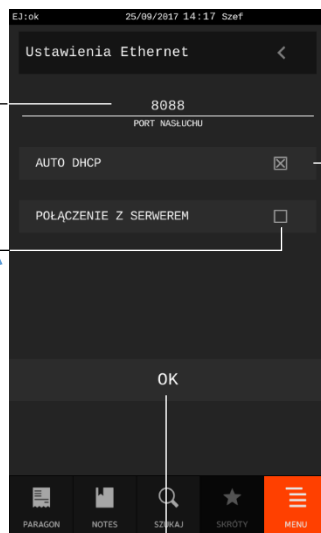 EJ:ok 25/09/2017 14:17 Szef
Ustawienia Ethernet
8088
PORT NASŁUCHU
AUTO DHCP
POŁĄCZENIE Z SERWEREM
OK
PARAGON NOTES SZUKAJ SKRÓTY MENU